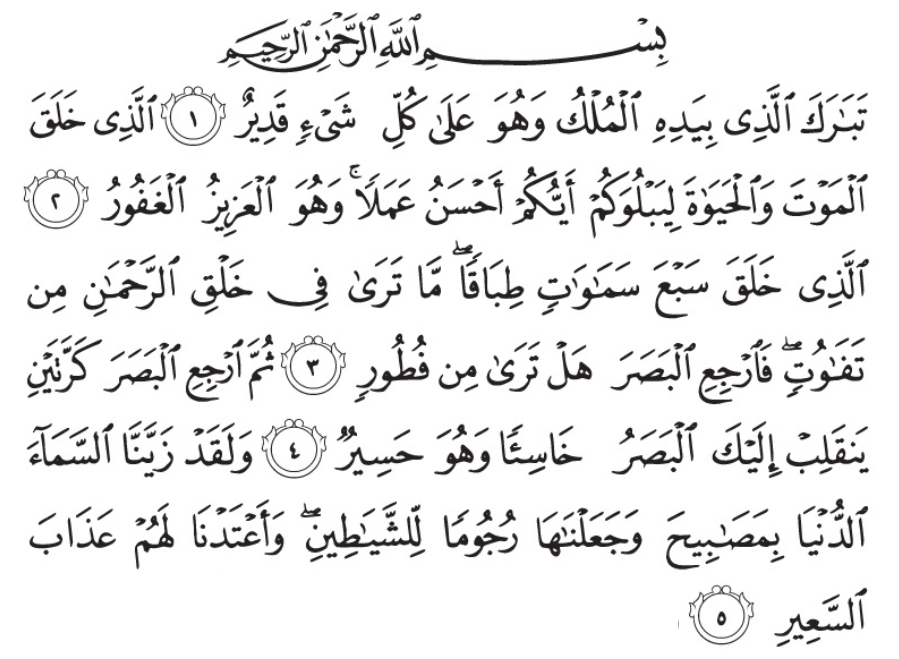 بِسْمِ ٱللَّهِ ٱلرَّحْمَٰنِ ٱلرَّحِيمِ
تَبَٰرَكَ ٱلَّذِى بِيَدِهِ ٱلْمُلْكُ وَهُوَ عَلَىٰ كُلِّ شَىْءٍ قَدِيرٌ ١ ٱلَّذِى خَلَقَ
ٱلْمَوْتَ وَٱلْحَيَوٰةَ لِيَبْلُوَكُمْ أَيُّكُمْ أَحْسَنُ عَمَلًا ۚ وَهُوَ ٱلْعَزِيزُ ٱلْغَفُورُ ٢
ٱلَّذِى خَلَقَ سَبْعَ سَمَٰوَٰتٍ طِبَاقًا ۖ مَّا تَرَىٰ فِى خَلْقِ ٱلرَّحْمَٰنِ مِن
تَفَٰوُتٍ ۖ فَٱرْجِعِ ٱلْبَصَرَ هَلْ تَرَىٰ مِن فُطُورٍ ٣ ثُمَّ ٱرْجِعِ ٱلْبَصَرَ كَرَّتَيْنِ
يَنقَلِبْ إِلَيْكَ ٱلْبَصَرُ خَاسِئًا وَهُوَ حَسِيرٌ ٤ وَلَقَدْ زَيَّنَّا ٱلسَّمَآءَ
ٱلدُّنْيَا بِمَصَٰبِيحَ وَجَعَلْنَٰهَا رُجُومًا لِّلشَّيَٰطِينِ ۖ وَأَعْتَدْنَا لَهُمْ عَذَابَ
ٱلسَّعِيرِ ٥